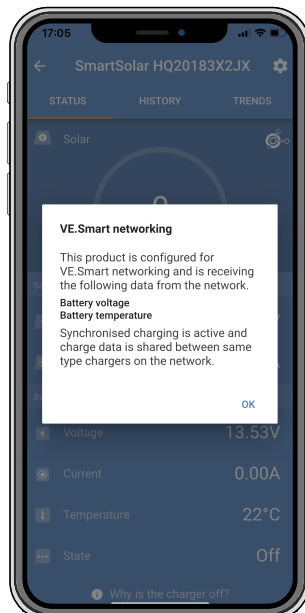 17:05
SmartSolar HQ20183X2JX
STATUS HISTORY TRENDS
Solar
VE.Smart networking
This product is configured for
VE.Smart networking and is receiving
the following data from the network.
Battery voltage
Battery temperature
Synchronised charging is active and
charge data is shared between same
type chargers on the network.
OK
Voltage 13.53V
Current 0.00A
Temperature 22°C
State Off
Why is the charger off?